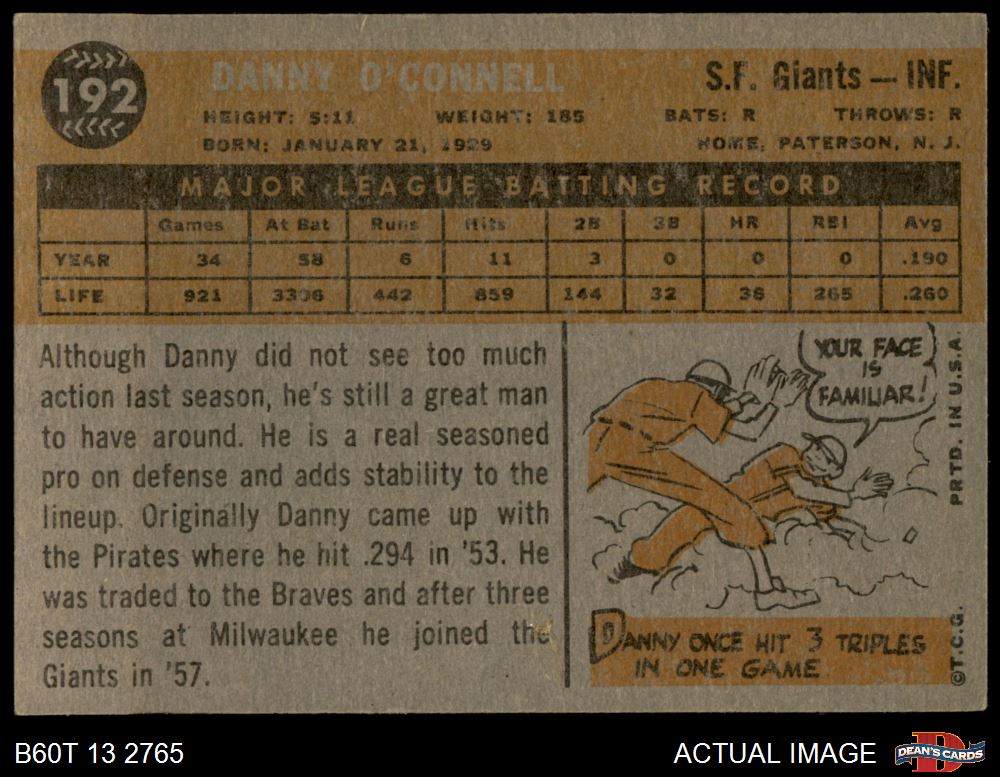 192
DANNY O'CONNELL
S.F. Giants — INF.
HEIGHT: 5:11 WEIGHT: 185 BATS: R THROWS: R
BORN: JANUARY 21, 1929 HOME: PATERSON, N. J.
MAJOR LEAGUE BATTING RECORD
Games At Bat Runs Hits 2B 3B HR RBI Avg
YEAR 34 58 6 11 3 0 0 0 .190
LIFE 921 3306 442 859 144 32 36 265 .260
Although Danny did not see too much
action last season, he's still a great man
to have around. He is a real seasoned
pro on defense and adds stability to the
lineup. Originally Danny came up with
the Pirates where he hit .294 in '53. He
was traded to the Braves and after three
seasons at Milwaukee he joined the
Giants in '57.
YOUR FACE
IS
FAMILIAR!
DANNY ONCE HIT 3 TRIPLES
IN ONE GAME
©T.C.G. PRTD. IN U.S.A.
B60T 13 2765
ACTUAL IMAGE
D
DEAN'S CARDS